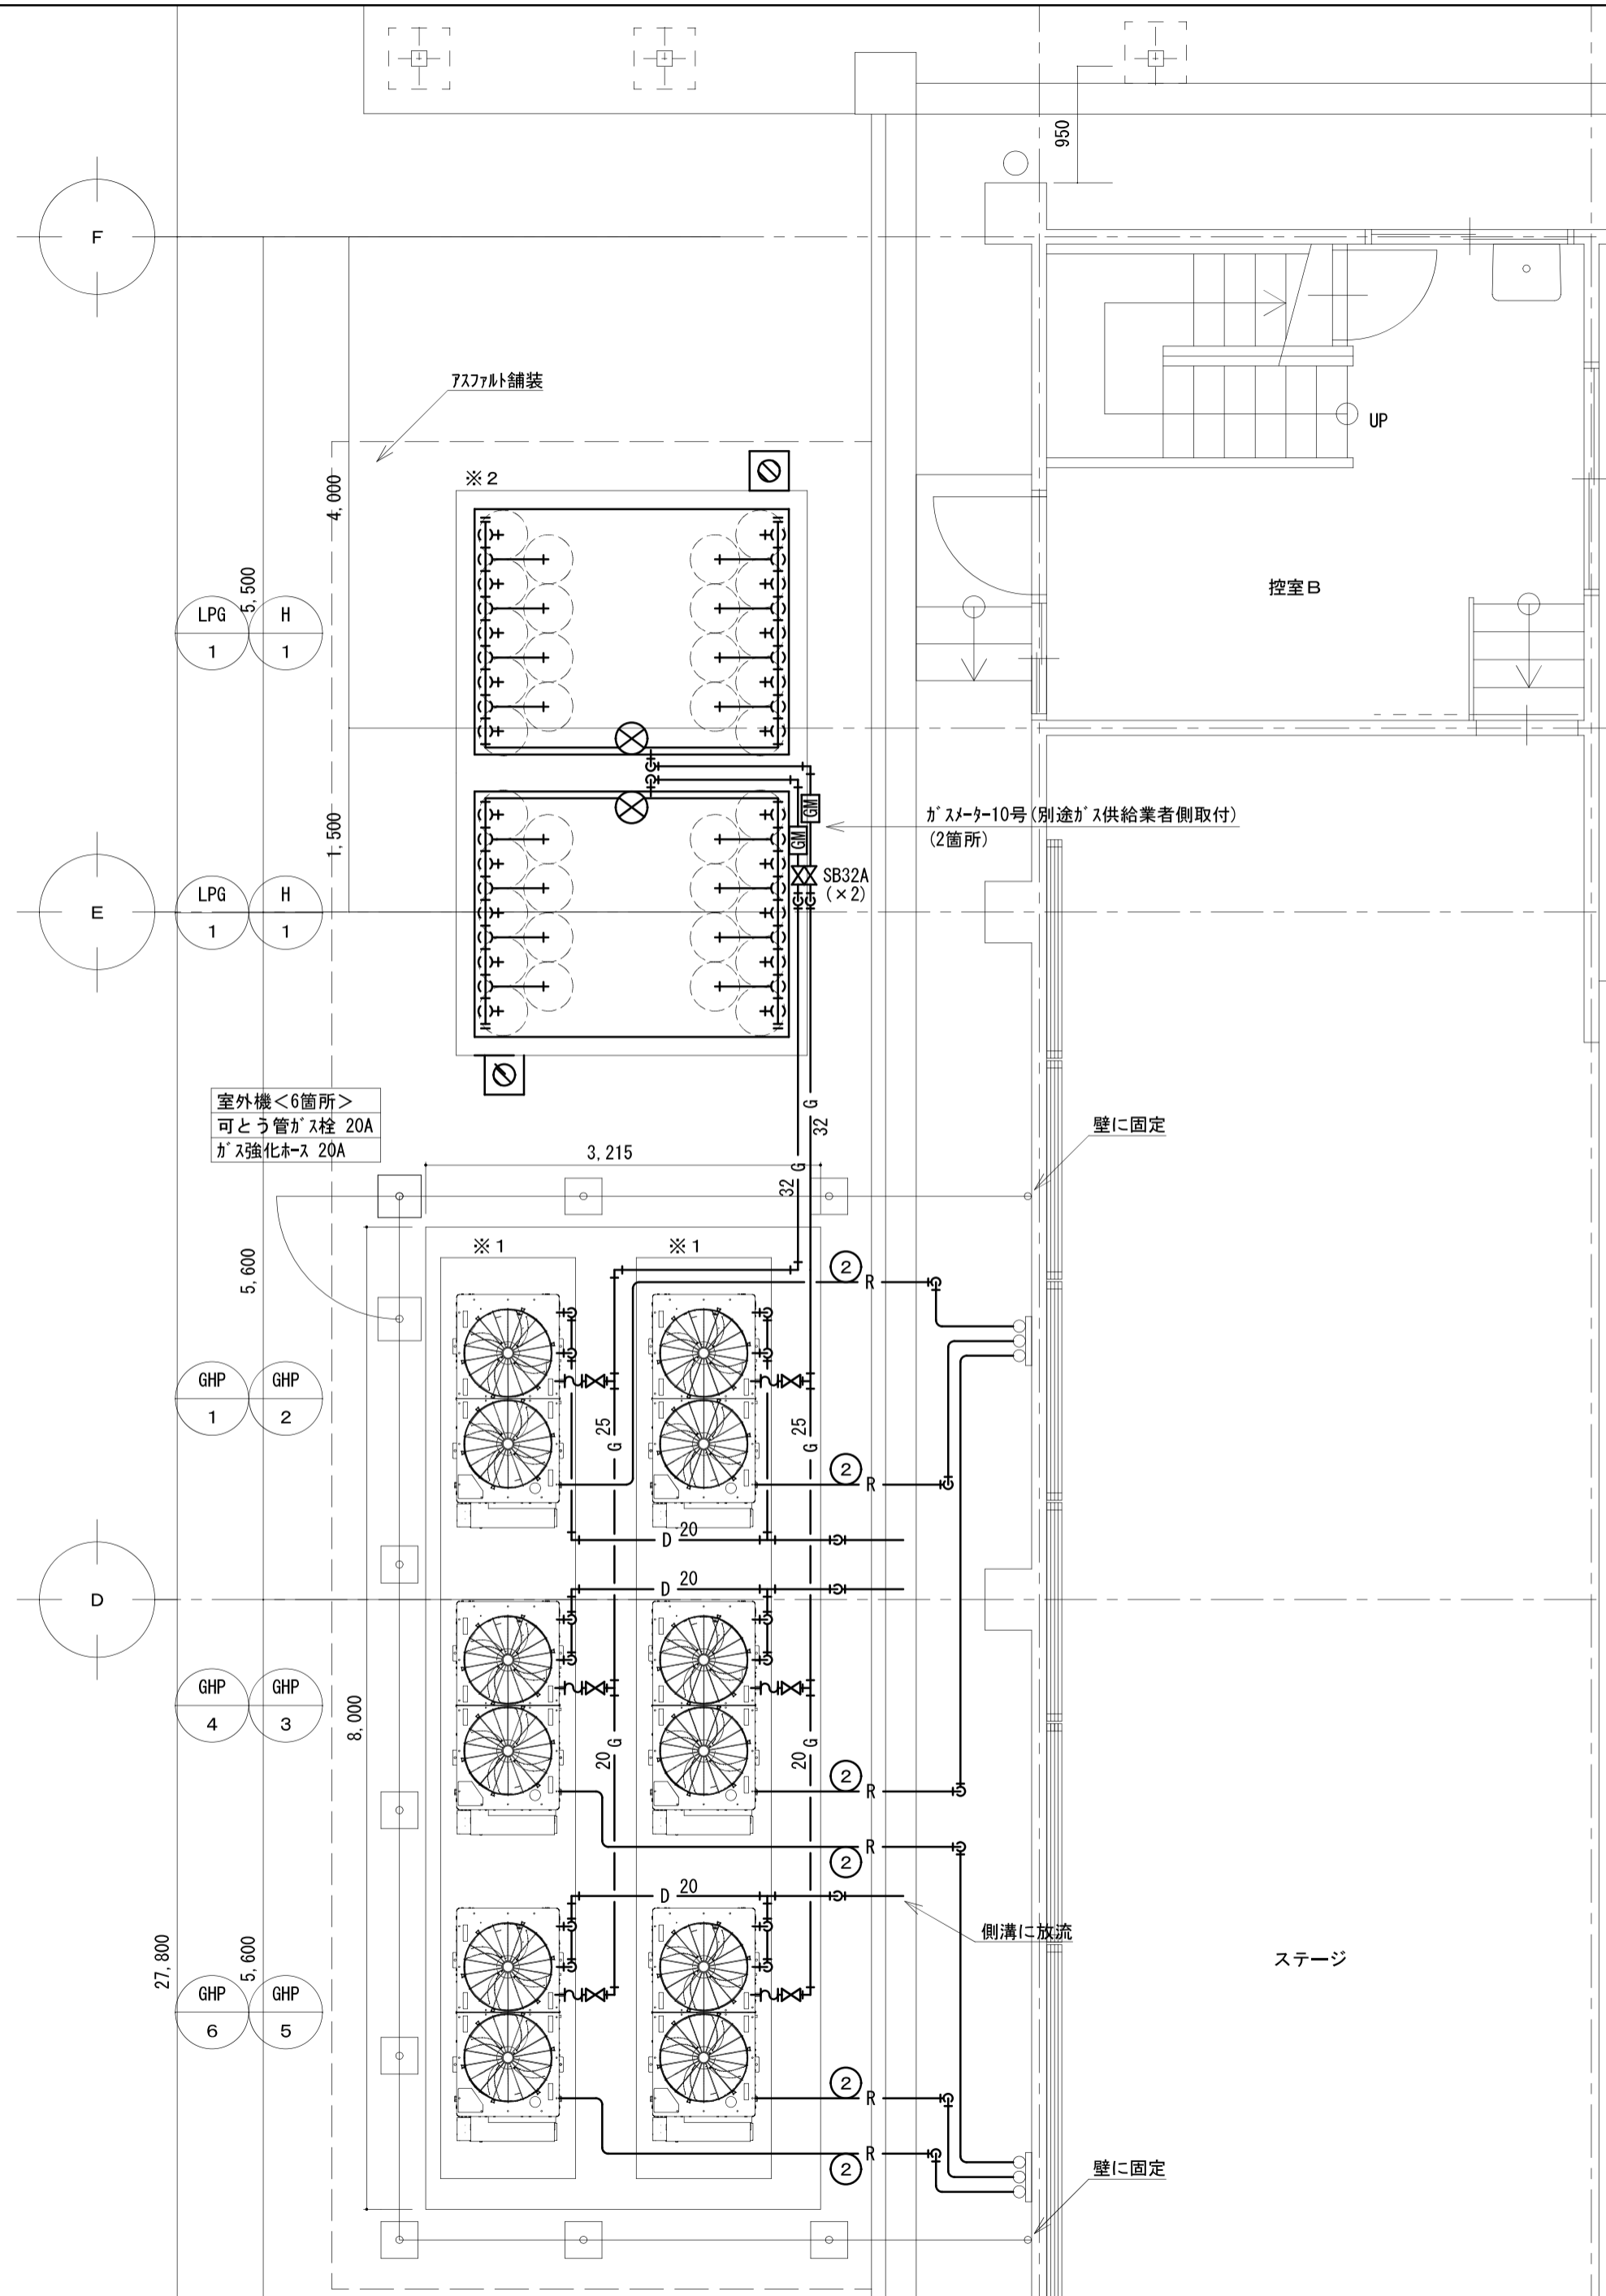 950
F
アスファルト舗装
UP
※2
4,000
5,500
控室B
LPG
1
H
1
1,500
GM
GM
ガスメーター10号(別途ガス供給業者側取付)
(2箇所)
SB32A
(×2)
LPG
1
H
1
E
室外機<6箇所>
可とう管ガス栓 20A
ガス強化ホース 20A
G
32
壁に固定
3,215
G
32
※1
※1
5,600
2
R
GHP
1
GHP
2
25
G
25
G
2
R
D
20
D
20
D
GHP
4
GHP
3
8,000
20
G
20
G
2
R
R
2
D
20
側溝に放流
ステージ
27,800
5,600
GHP
6
GHP
5
2
R
R
2
壁に固定